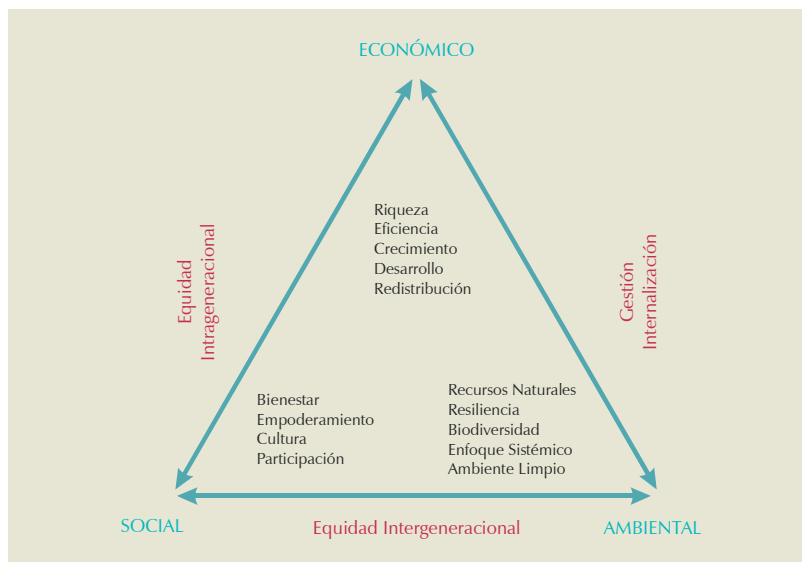 ECONÓMICO
Riqueza
Eficiencia
Crecimiento
Desarrollo
Redistribución
Equidad
Intrageneracional
Gestión
Internalización
Bienestar
Empoderamiento
Cultura
Participación
Recursos Naturales
Resiliencia
Biodiversidad
Enfoque Sistémico
Ambiente Limpio
SOCIAL
Equidad Intergeneracional
AMBIENTAL